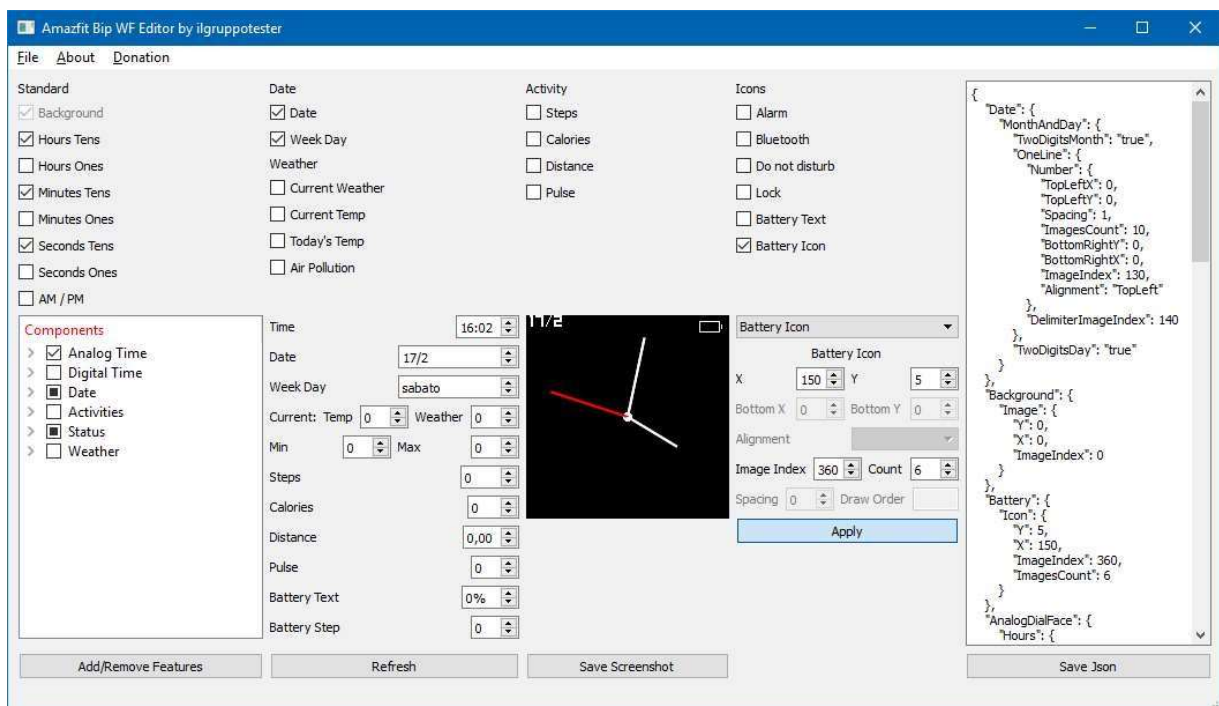 Amazfit Bip WF Editor by ilgruppotester
File About Donation
Standard
Background
Hours Tens
Hours Ones
Minutes Tens
Minutes Ones
Seconds Tens
Seconds Ones
AM / PM
Date
Date
Week Day
Weather
Current Weather
Current Temp
Today's Temp
Air Pollution
Activity
Steps
Calories
Distance
Pulse
Icons
Alarm
Bluetooth
Do not disturb
Lock
Battery Text
Battery Icon
Components
Analog Time
Digital Time
Date
Activities
Status
Weather
Time 16:02
Date 17/2
Week Day sabato
Current: Temp 0 Weather 0
Min 0 Max 0
Steps 0
Calories 0
Distance 0,00
Pulse 0
Battery Text 0%
Battery Step 0
17/2
Battery Icon
Battery Icon
X 150 Y 5
Bottom X 0 Bottom Y 0
Alignment
Image Index 360 Count 6
Spacing 0 Draw Order
Apply
{
"Date": {
"MonthAndDay": {
"TwoDigitsMonth": "true",
"OneLine": {
"Number": {
"TopLeftX": 0,
"TopLeftY": 0,
"Spacing": 1,
"ImagesCount": 10,
"BottomRightY": 0,
"BottomRightX": 0,
"ImageIndex": 130,
"Alignment": "TopLeft"
},
"DelimiterImageIndex": 140
},
"TwoDigitsDay": "true"
}
},
"Background": {
"Image": {
"Y": 0,
"X": 0,
"ImageIndex": 0
}
},
"Battery": {
"Icon": {
"Y": 5,
"X": 150,
"ImageIndex": 360,
"ImagesCount": 6
}
},
"AnalogDialFace": {
"Hours": {
Add/Remove Features
Refresh
Save Screenshot
Save Json